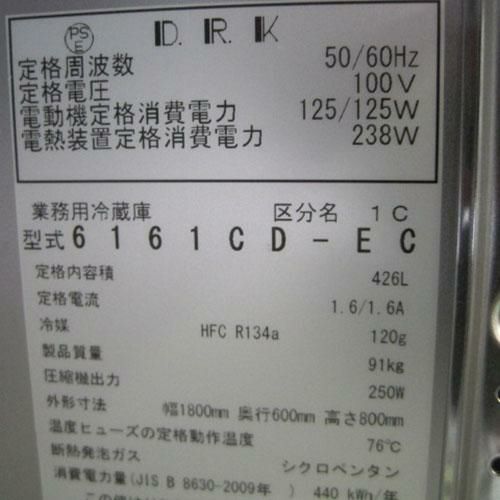 PS
E
D.R.K
定格周波数 50/60Hz
定格電圧 100V
電動機定格消費電力 125/125W
電熱装置定格消費電力 238W
業務用冷蔵庫 区分名 1C
型式 6161CD-EC
定格内容積 426L
定格電流 1.6/1.6A
冷媒 HFC R134a 120g
製品質量 91kg
圧縮機出力 250W
外形寸法 幅1800mm 奥行600mm 高さ800mm
温度ヒューズの定格動作温度 76℃
断熱発泡ガス シクロペンタン
消費電力量(JIS B 8630-2009年 ) 440 kWh/年